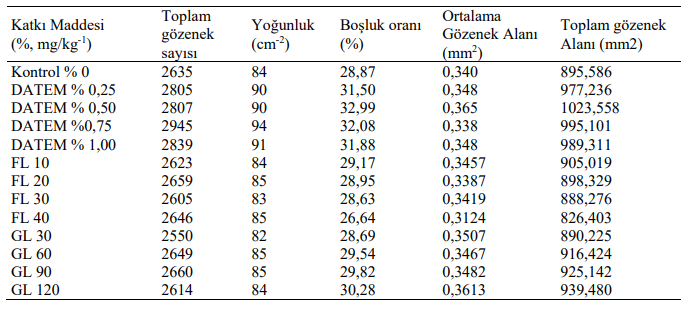 Katkı Maddesi (%, mg/kg-1) Toplam gözenek sayısı Yoğunluk (cm-2) Boşluk oranı (%) Ortalama Gözenek Alanı (mm2) Toplam gözenek Alanı (mm2)
Kontrol % 0 2635 84 28,87 0,340 895,586
DATEM % 0,25 2805 90 31,50 0,348 977,236
DATEM % 0,50 2807 90 32,99 0,365 1023,558
DATEM %0,75 2945 94 32,08 0,338 995,101
DATEM % 1,00 2839 91 31,88 0,348 989,311
FL 10 2623 84 29,17 0,3457 905,019
FL 20 2659 85 28,95 0,3387 898,329
FL 30 2605 83 28,63 0,3419 888,276
FL 40 2646 85 26,64 0,3124 826,403
GL 30 2550 82 28,69 0,3507 890,225
GL 60 2649 85 29,54 0,3467 916,424
GL 90 2660 85 29,82 0,3482 925,142
GL 120 2614 84 30,28 0,3613 939,480